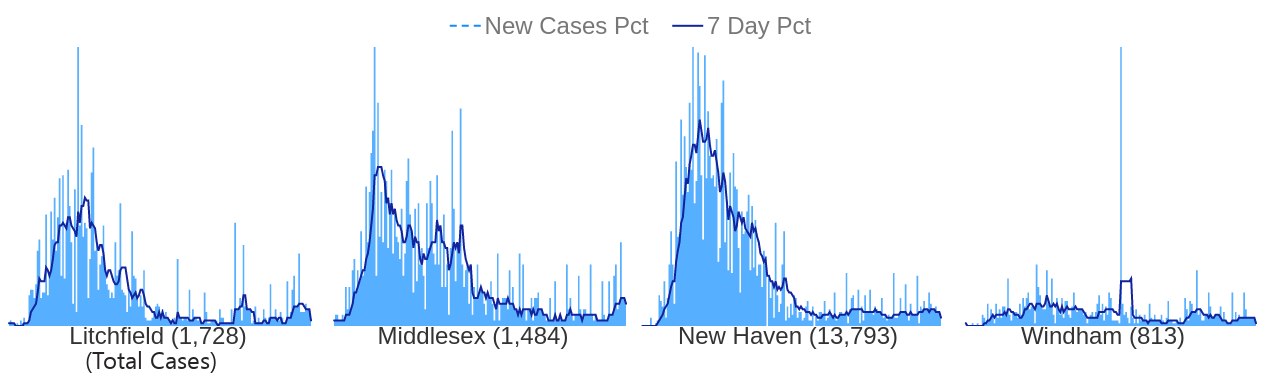 New Cases Pct 7 Day Pct
Litchfield (1,728) Middlesex (1,484) New Haven (13,793) Windham (813)
(Total Cases)